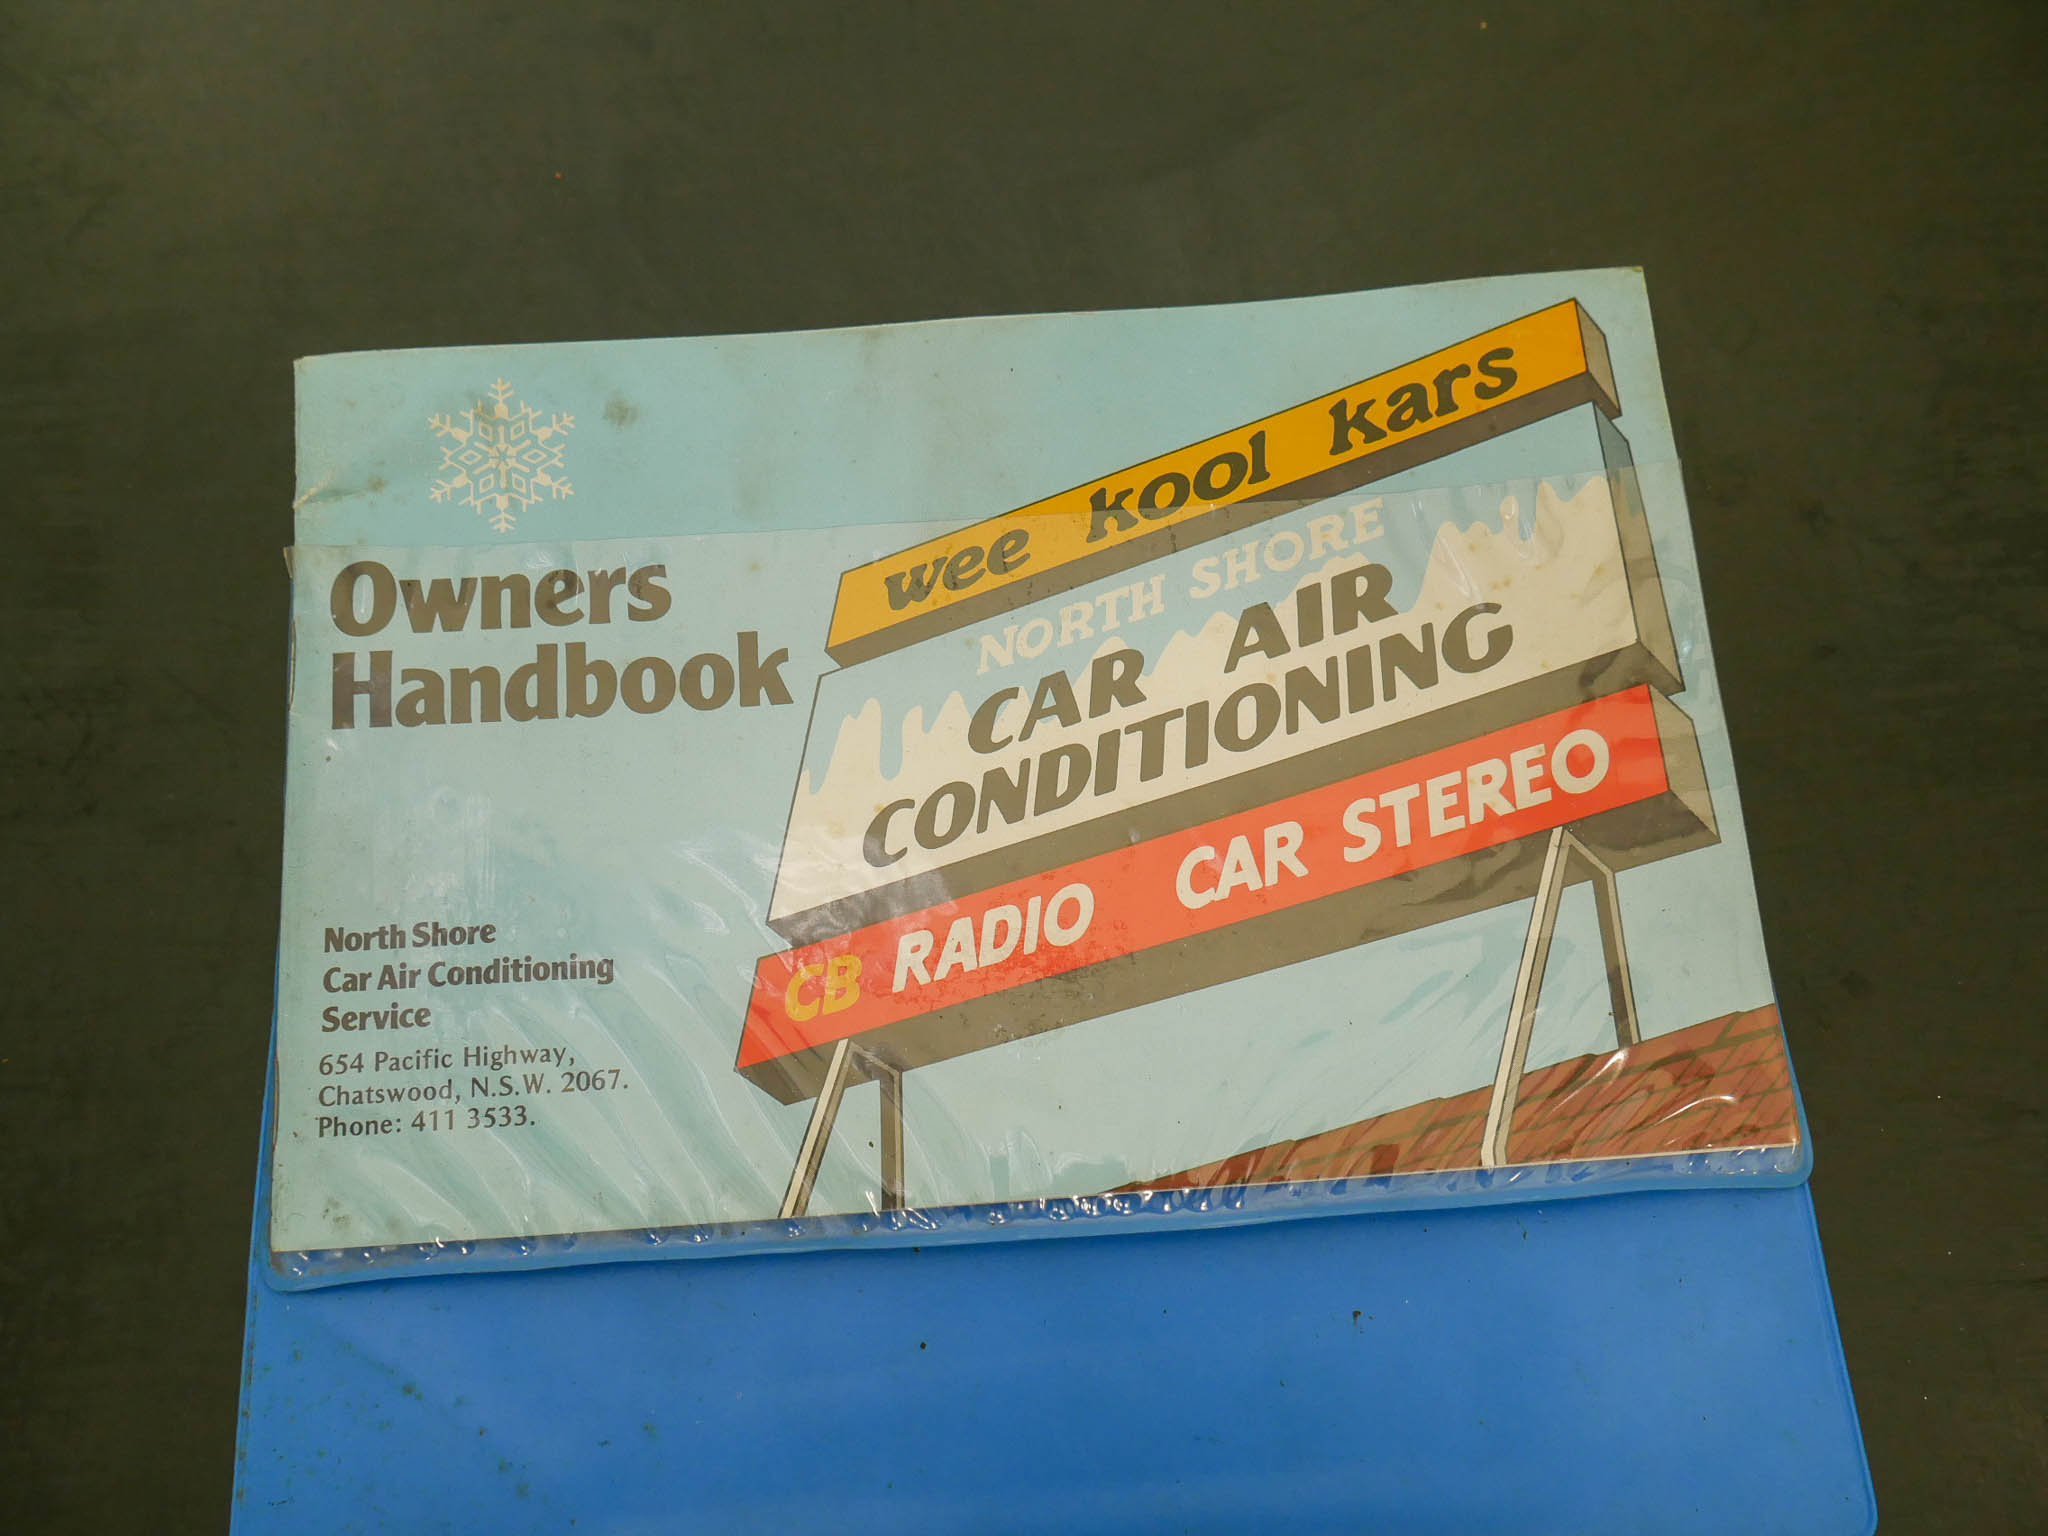 Owners
Handbook
North Shore
Car Air Conditioning
Service
654 Pacific Highway,
Chatswood, N.S.W. 2067.
Phone: 411 3533.
wee kool kars
NORTH SHORE
CAR AIR
CONDITIONING
CB RADIO CAR STEREO